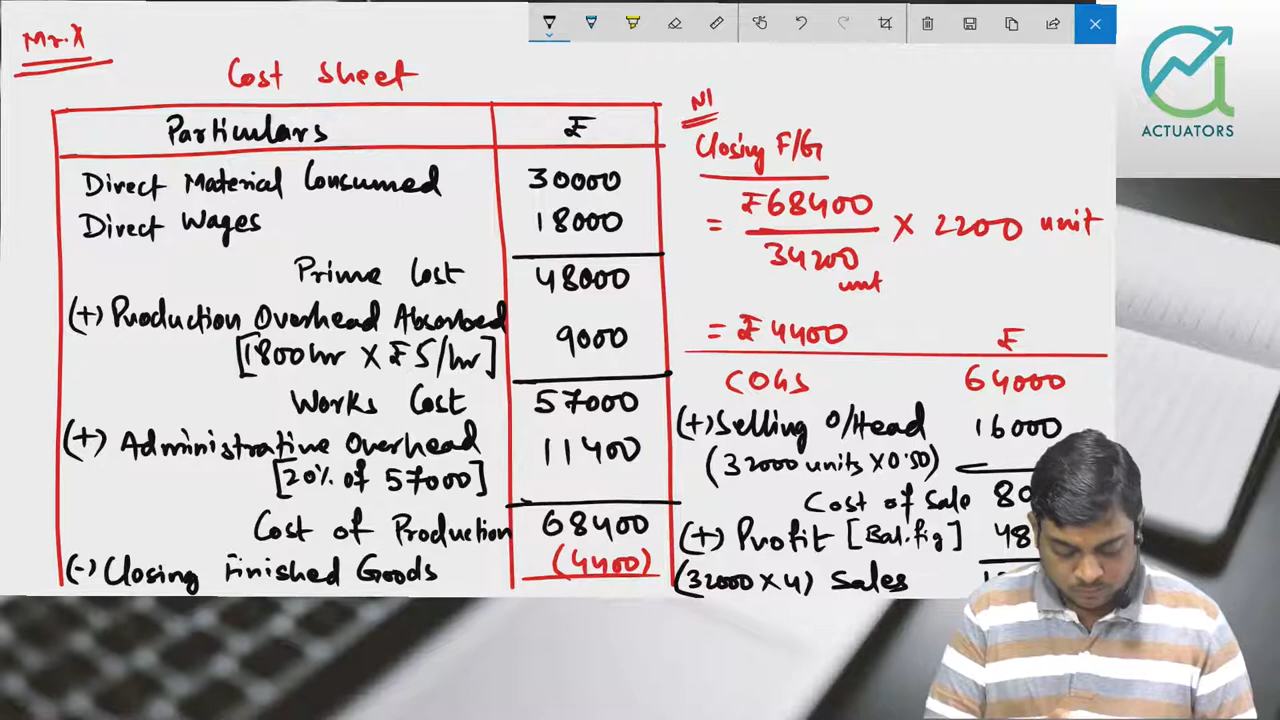 Mr. X
Cost sheet
Particulars ₹
Direct Material Consumed 30000
Direct Wages 18000
Prime Cost 48000
(+) Production Overhead Absorbed
[1800hr X ₹5/hr] 9000
Works Cost 57000
(+) Administrative Overhead 11400
[20% of 57000]
Cost of Production 68400
(-) Closing Finished Goods (4400)
N1
Closing F/G
= ₹68400 / 34200 unit X 2200 unit
= ₹4400
₹
COGS 64000
(+) Selling O/Head 16000
(32000 units X 0.50)
Cost of Sale 80
(+) Profit [Bal.fig] 48
(32000 X 4) Sales
ACTUATORS